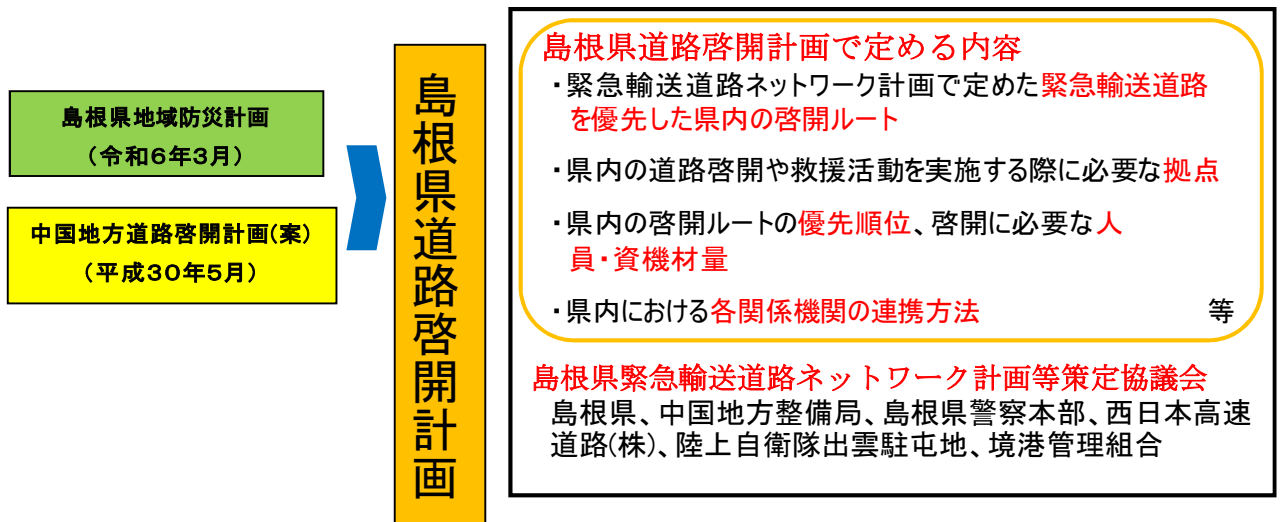 島根県地域防災計画
（令和６年３月）
中国地方道路啓開計画(案)
（平成３０年５月）
島根県道路啓開計画
島根県道路啓開計画で定める内容
・緊急輸送道路ネットワーク計画で定めた緊急輸送道路
を優先した県内の啓開ルート
・県内の道路啓開や救援活動を実施する際に必要な拠点
・県内の啓開ルートの優先順位、啓開に必要な人
員・資機材量
・県内における各関係機関の連携方法 等
島根県緊急輸送道路ネットワーク計画等策定協議会
島根県、中国地方整備局、島根県警察本部、西日本高速
道路(株)、陸上自衛隊出雲駐屯地、境港管理組合